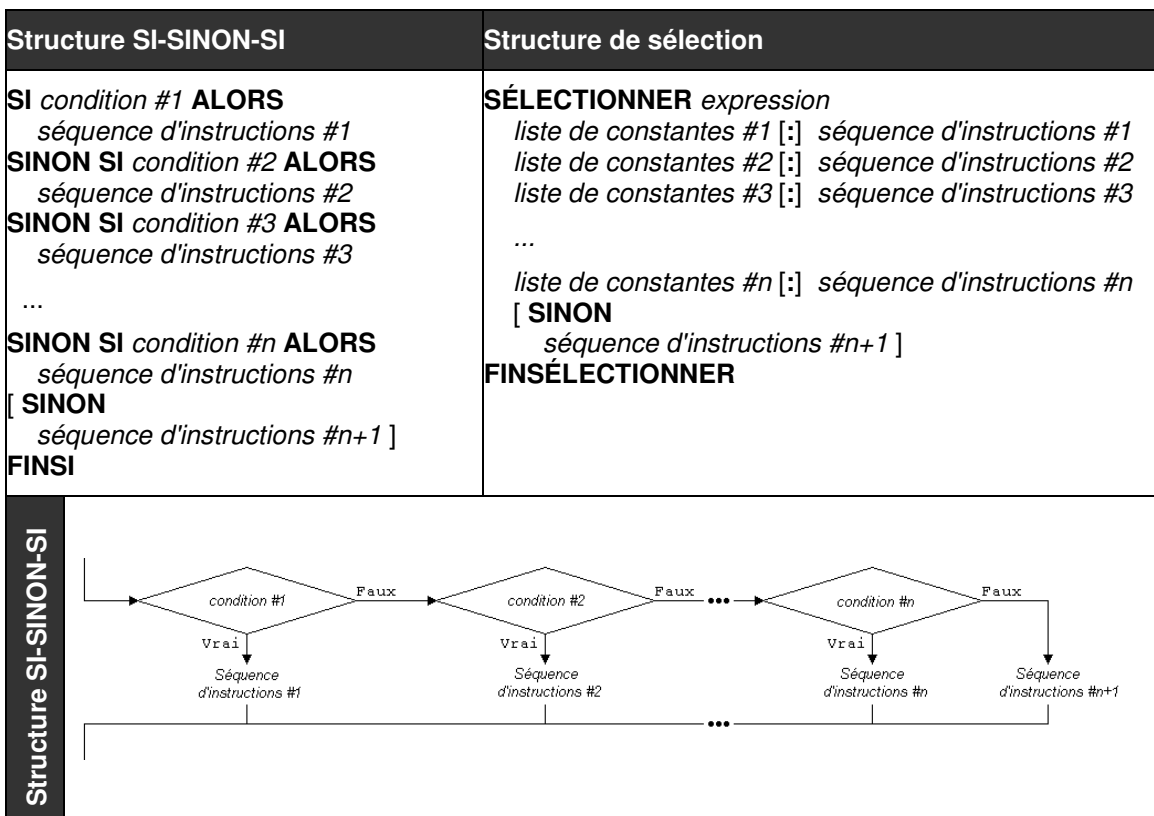 Structure SI-SINON-SI
Structure de sélection
SI condition #1 ALORS
séquence d'instructions #1
SINON SI condition #2 ALORS
séquence d'instructions #2
SINON SI condition #3 ALORS
séquence d'instructions #3
...
SINON SI condition #n ALORS
séquence d'instructions #n
[ SINON
séquence d'instructions #n+1 ]
FINSI
SÉLECTIONNER expression
liste de constantes #1 [:] séquence d'instructions #1
liste de constantes #2 [:] séquence d'instructions #2
liste de constantes #3 [:] séquence d'instructions #3
...
liste de constantes #n [:] séquence d'instructions #n
[ SINON
séquence d'instructions #n+1 ]
FINSÉLECTIONNER
Structure SI-SINON-SI
condition #1
Faux
condition #2
Faux
•••
condition #n
Faux
Vrai
Vrai
Vrai
Séquence
d'instructions #1
Séquence
d'instructions #2
Séquence
d'instructions #n
Séquence
d'instructions #n+1
•••